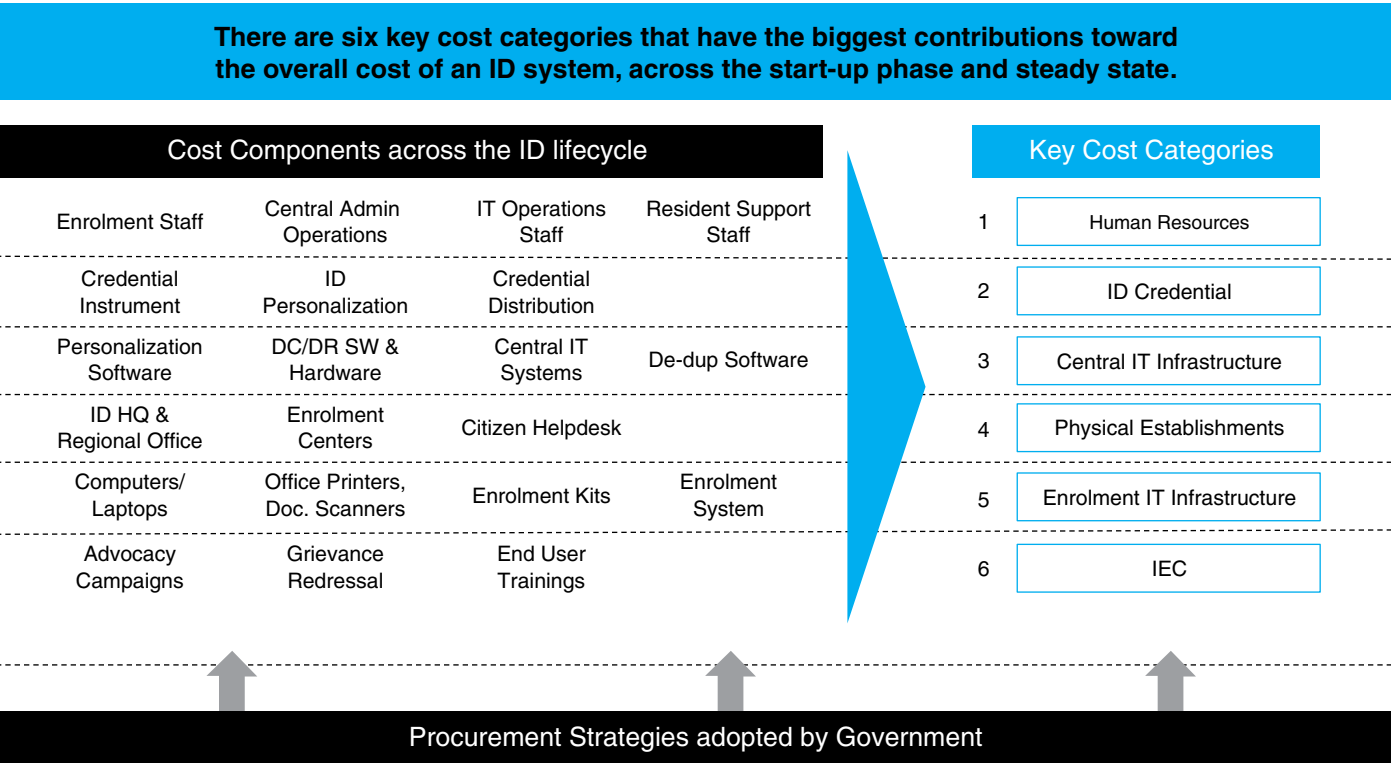 There are six key cost categories that have the biggest contributions toward
the overall cost of an ID system, across the start-up phase and steady state.
Cost Components across the ID lifecycle
Key Cost Categories
Enrolment Staff
Central Admin
Operations
IT Operations
Staff
Resident Support
Staff
1
Human Resources
Credential
Instrument
ID
Personalization
Credential
Distribution
2
ID Credential
Personalization
Software
DC/DR SW &
Hardware
Central IT
Systems
De-dup Software
3
Central IT Infrastructure
ID HQ &
Regional Office
Enrolment
Centers
Citizen Helpdesk
4
Physical Establishments
Computers/
Laptops
Office Printers,
Doc. Scanners
Enrolment Kits
Enrolment
System
5
Enrolment IT Infrastructure
Advocacy
Campaigns
Grievance
Redressal
End User
Trainings
6
IEC
Procurement Strategies adopted by Government